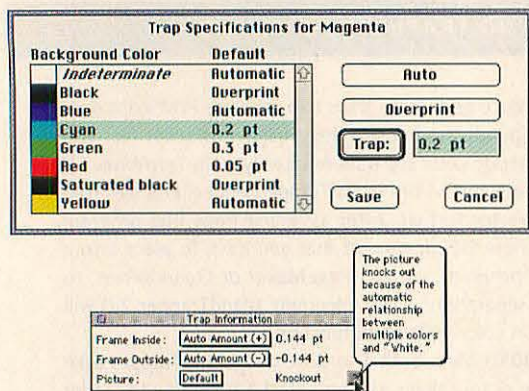 Trap Specifications for Magenta
Background Color Default
Indeterminate Automatic
Black Overprint
Blue Automatic
Cyan 0.2 pt
Green 0.3 pt
Red 0.05 pt
Saturated black Overprint
Yellow Automatic
Auto
Overprint
Trap: 0.2 pt
Save Cancel
The picture
knocks out
because of the
automatic
relationship
between
multiple colors
and "White."
Trap Information
Frame Inside: Auto Amount (+) 0.144 pt
Frame Outside: Auto Amount (-) -0.144 pt
Picture: Default Knockout